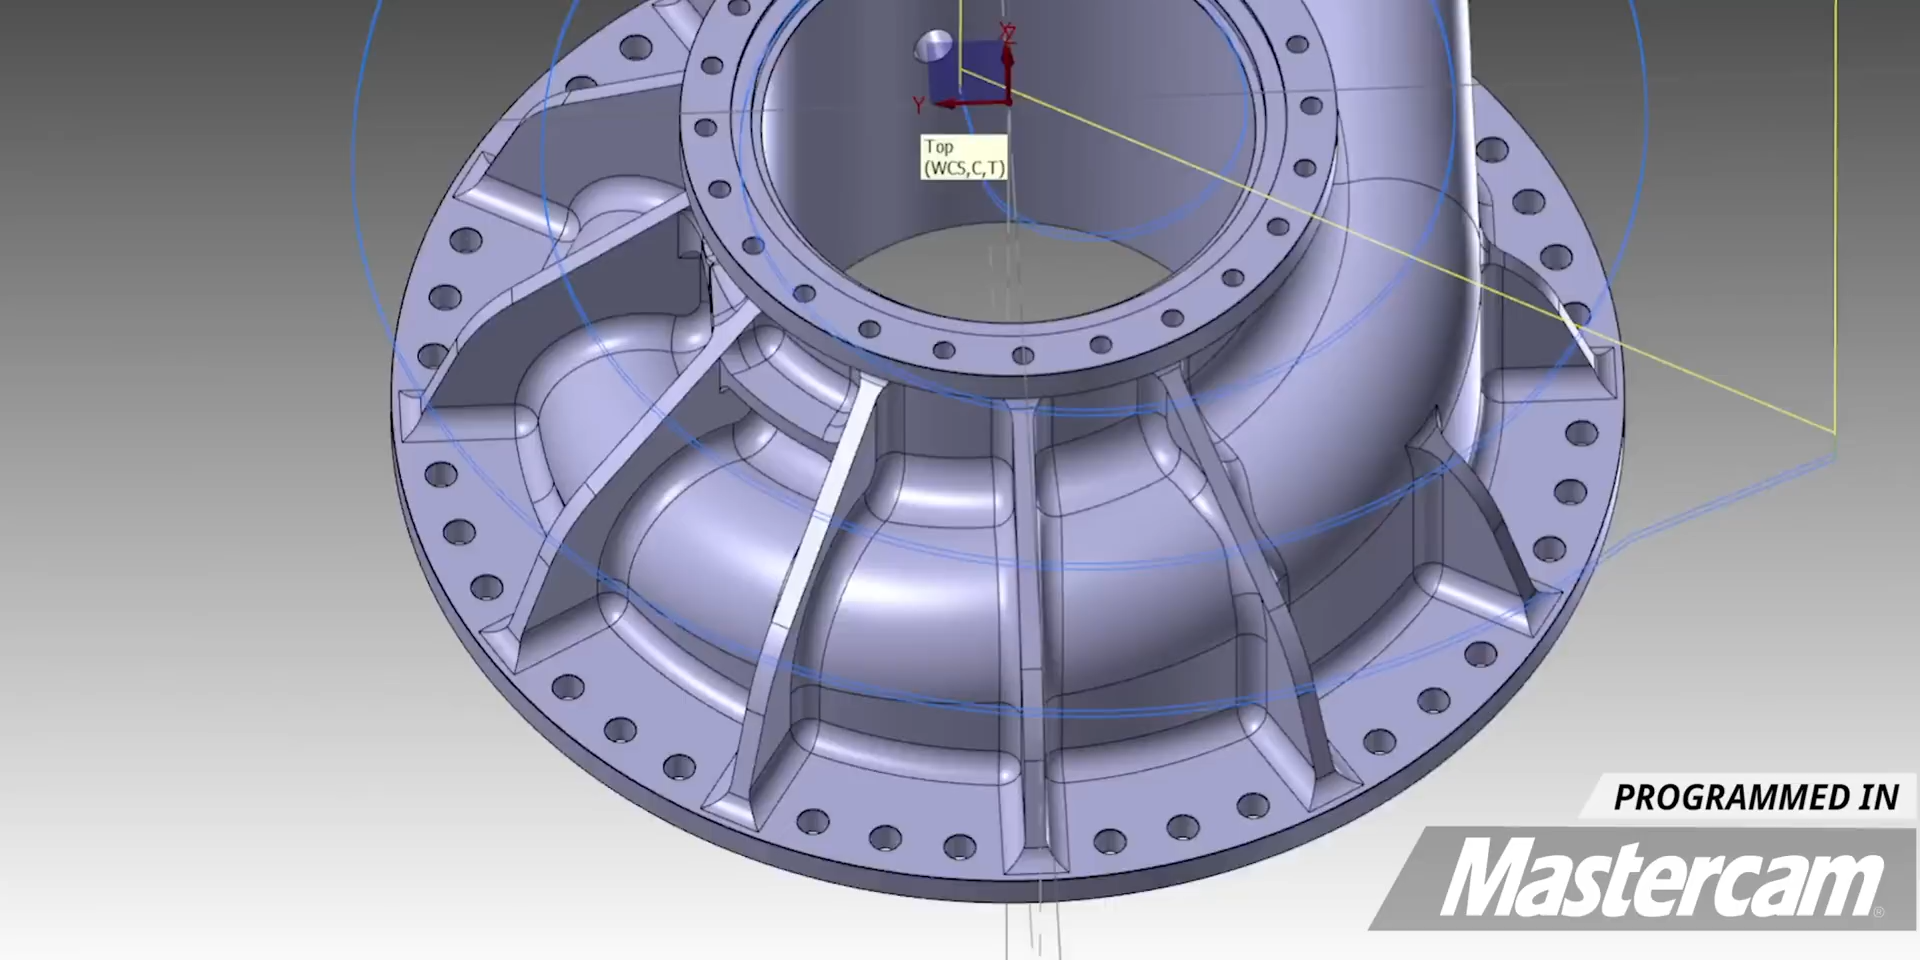 Y
Top
(WCS,C,T)
PROGRAMMED IN
Mastercam®